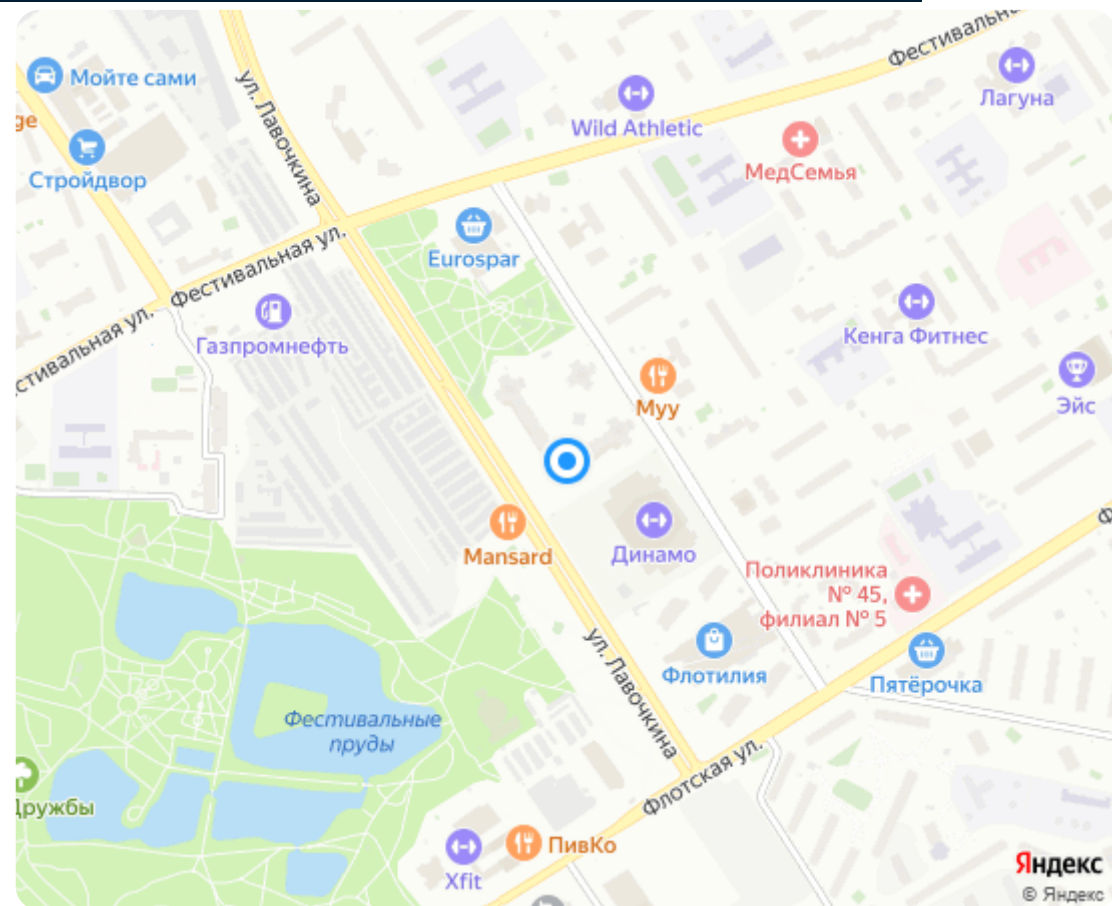 Фестивальн
Лагуна
Мойте сами
ул. Лавочкина
Wild Athletic
ge
МедСемья
Стройдвор
Eurospar
Фестивальная ул.
Газпромнефть
Кенга Фитнес
стивальная ул.
Муу
Эйс
Mansard
Динамо
Ф
Поликлиника
№ 45,
филиал № 5
ул. Лавочкина
Флотилия
Пятёрочка
Фестивальные
пруды
Флотская ул.
Дружбы
ПивКо
Xfit
Яндекс
© Яндекс